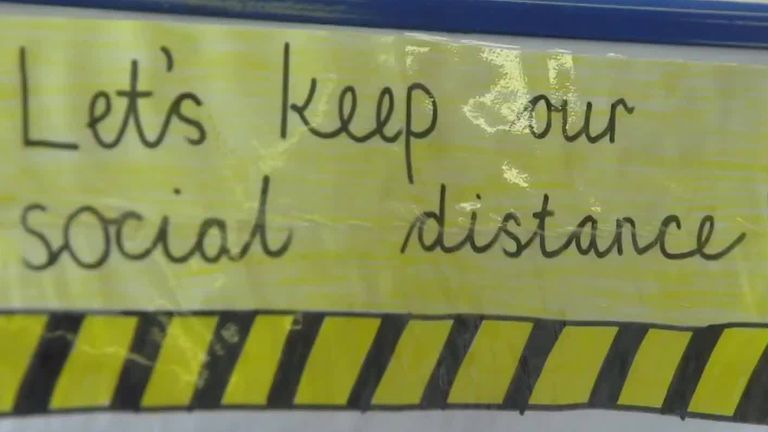 Let's keep our
social distance